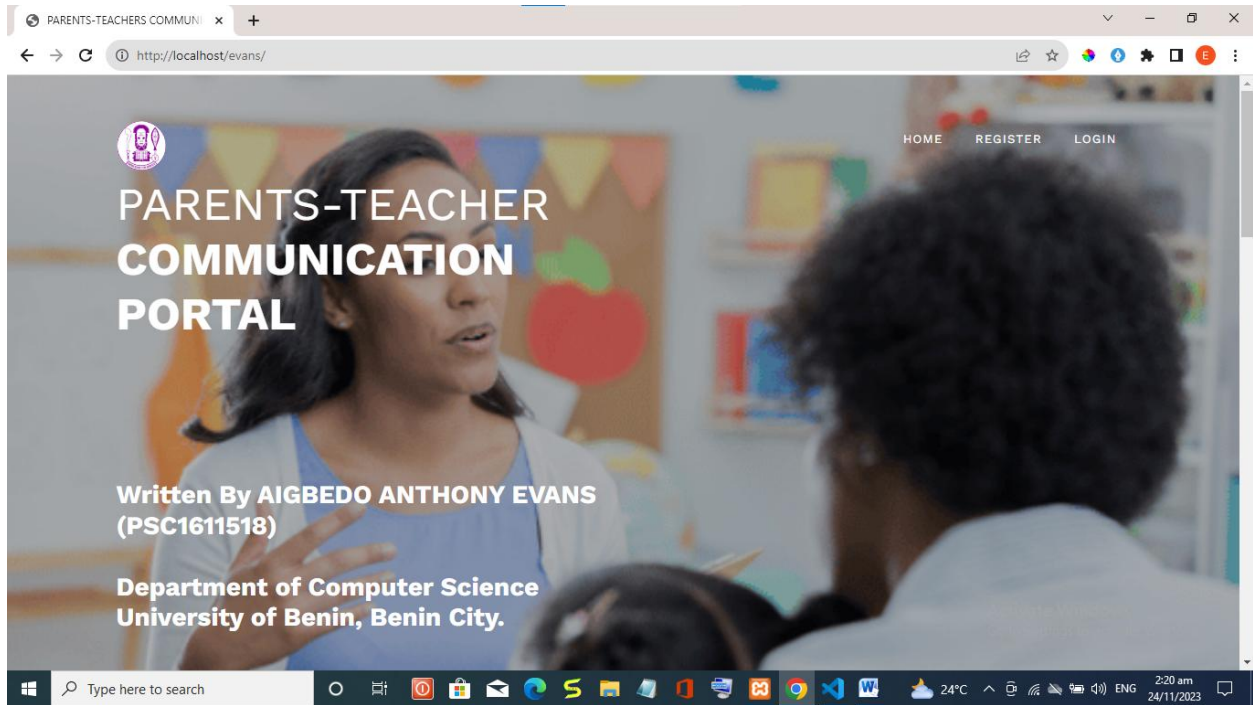 PARENTS-TEACHERS COMMUNI
http://localhost/evans/
E
HOME REGISTER LOGIN
PARENTS-TEACHER
COMMUNICATION
PORTAL
Written By AIGBEDO ANTHONY EVANS
(PSC1611518)
Department of Computer Science
University of Benin, Benin City.
Type here to search
24°C
ENG
2:20 am
24/11/2023